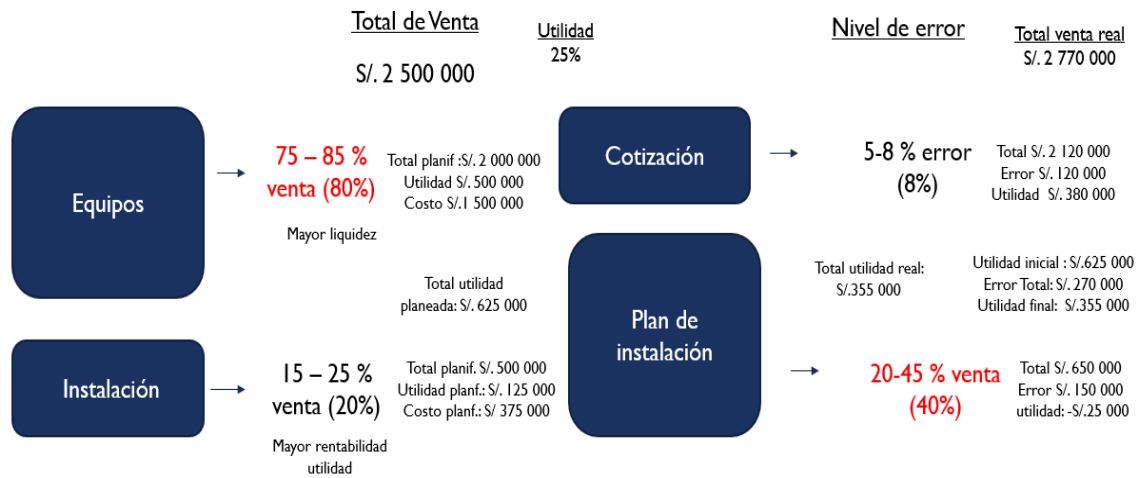 Total de Venta
S/. 2 500 000
Utilidad
25%
Nivel de error
Total venta real
S/. 2 770 000
Equipos
75 – 85 %
venta (80%)
Mayor liquidez
Total planif :S/. 2 000 000
Utilidad S/. 500 000
Costo S/.1 500 000
Cotización
5-8 % error
(8%)
Total S/. 2 120 000
Error S/. 120 000
Utilidad S/. 380 000
Total utilidad
planeada: S/. 625 000
Plan de
instalación
Total utilidad real:
S/.355 000
Utilidad inicial : S/.625 000
Error Total: S/. 270 000
Utilidad final: S/.355 000
Instalación
15 – 25 %
venta (20%)
Mayor rentabilidad
utilidad
Total planif. S/. 500 000
Utilidad planf.: S/. 125 000
Costo planf.: S/ 375 000
20-45 % venta
(40%)
Total S/. 650 000
Error S/. 150 000
utilidad: -S/.25 000